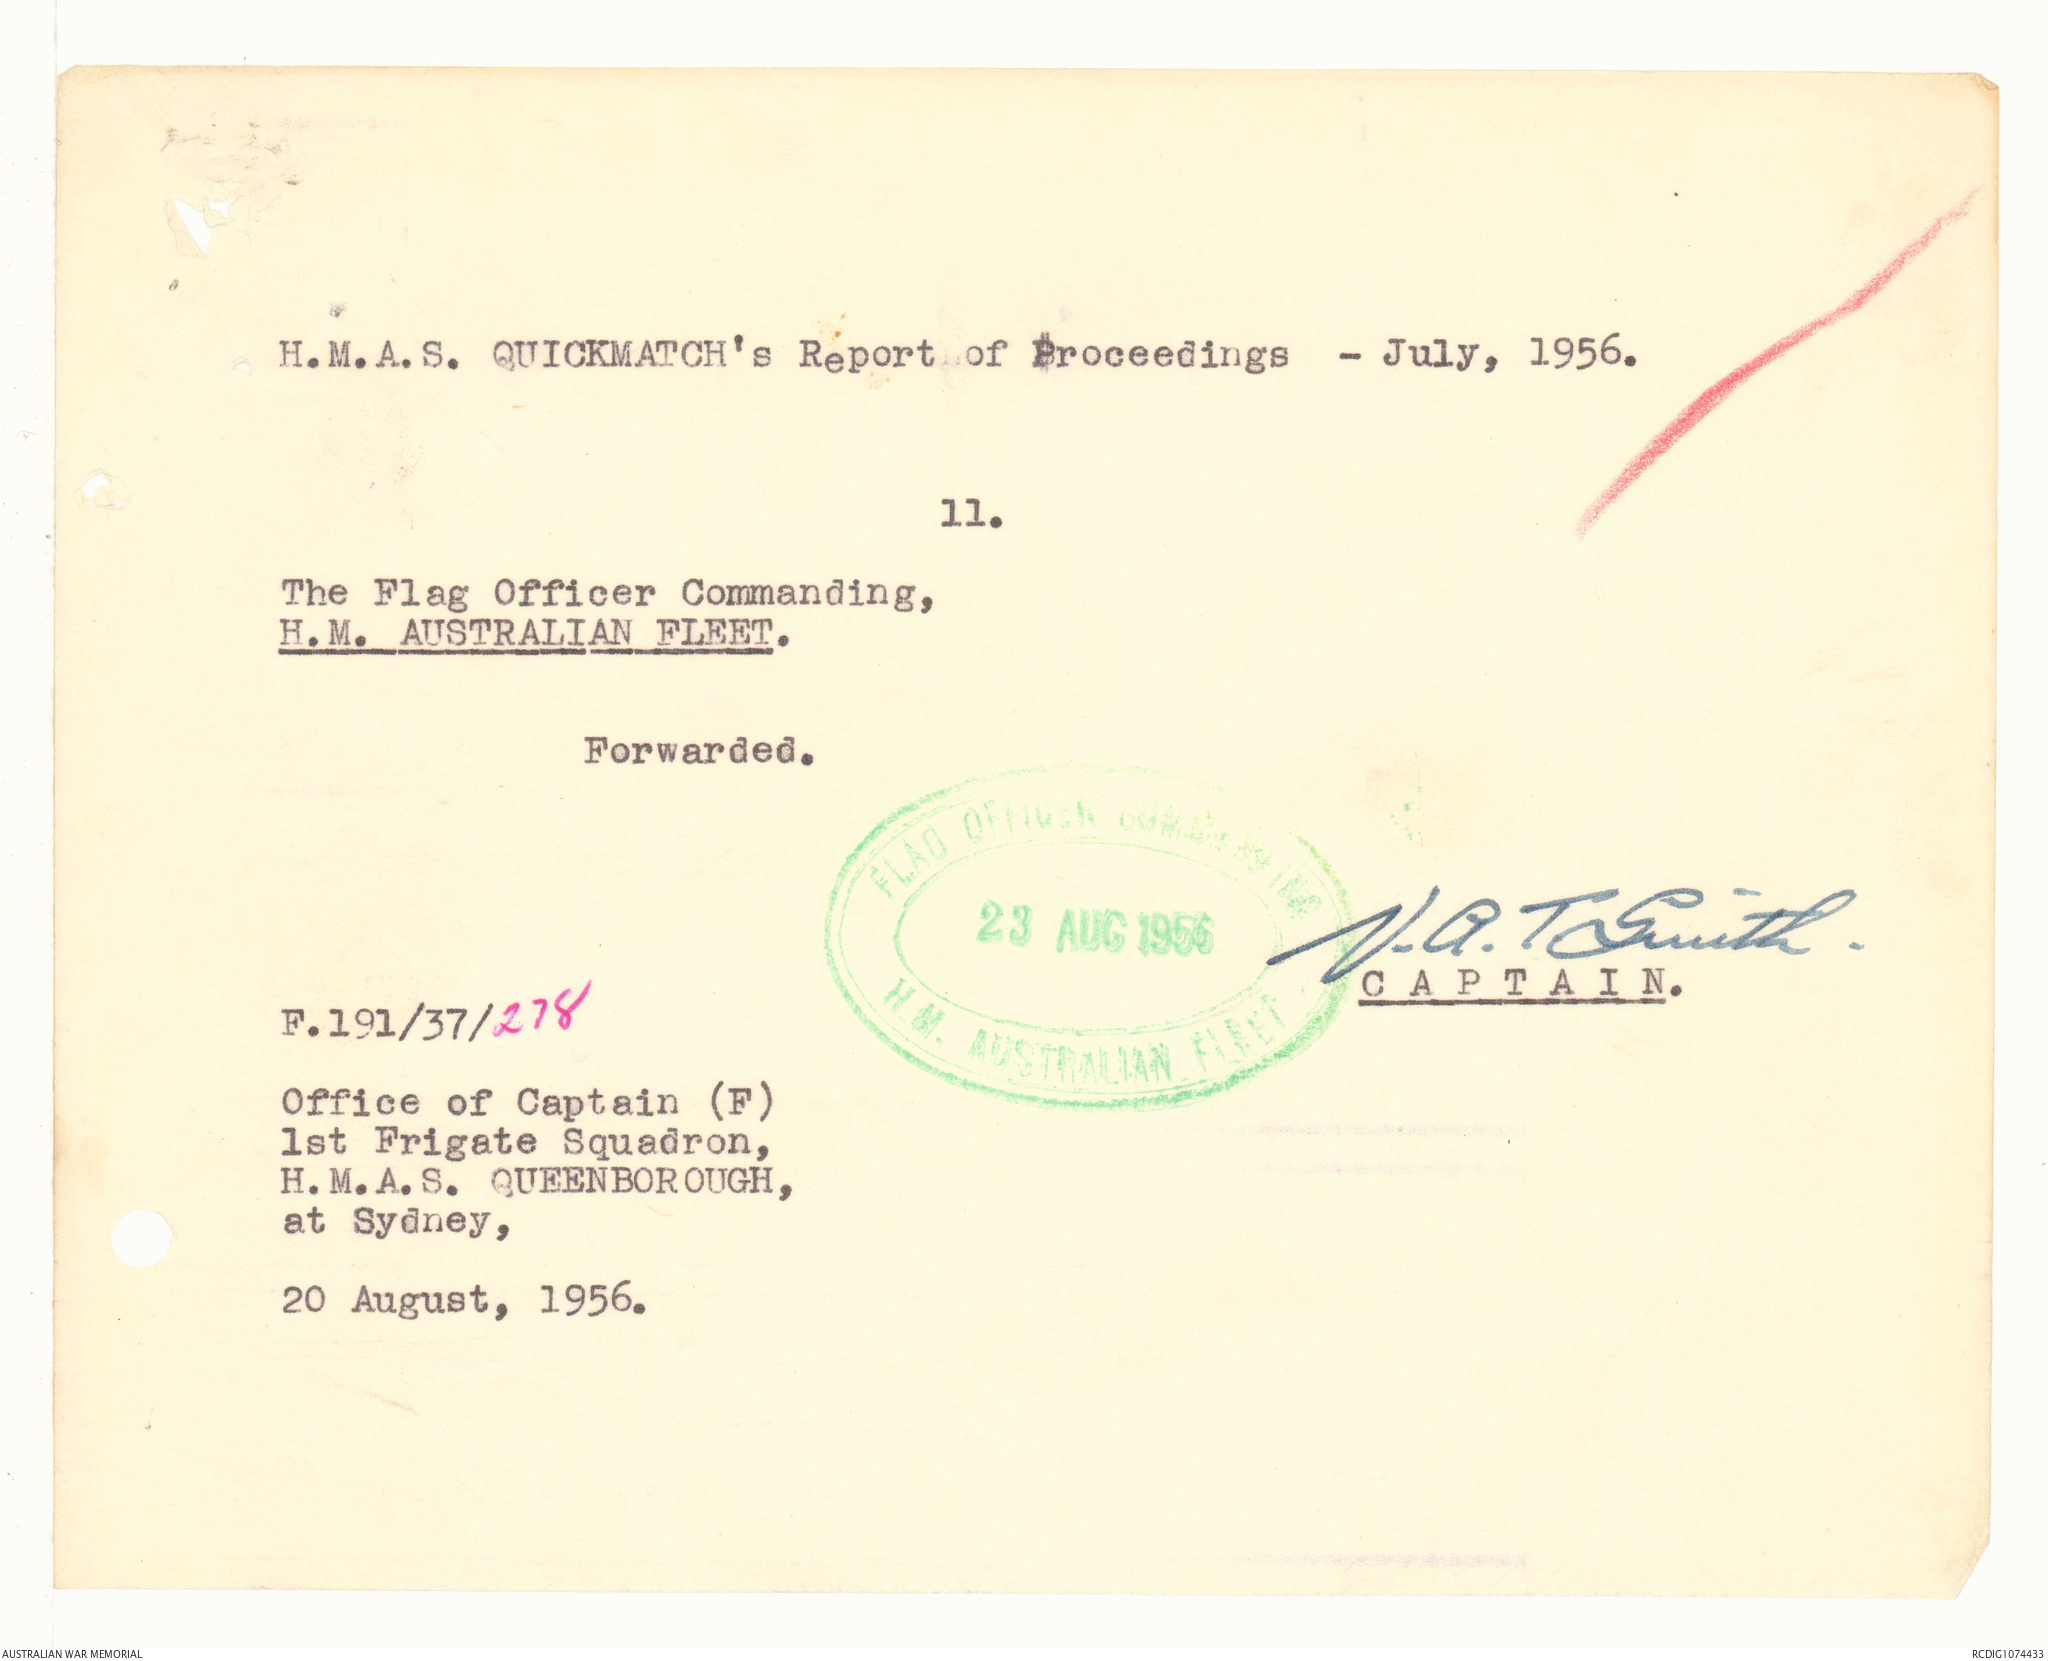 H.M.A.S. QUICKMATCH's Report of Proceedings - July, 1956.
11.
The Flag Officer Commanding,
H.M. AUSTRALIAN FLEET.
Forwarded.
FLAG OFFICER COMMANDING
23 AUG 1956
H.M. AUSTRALIAN FLEET
V.A.T. Smith.
CAPTAIN.
F.191/37/278
Office of Captain (F)
1st Frigate Squadron,
H.M.A.S. QUEENBOROUGH,
at Sydney,
20 August, 1956.
AUSTRALIAN WAR MEMORIAL
RCDIG1074433